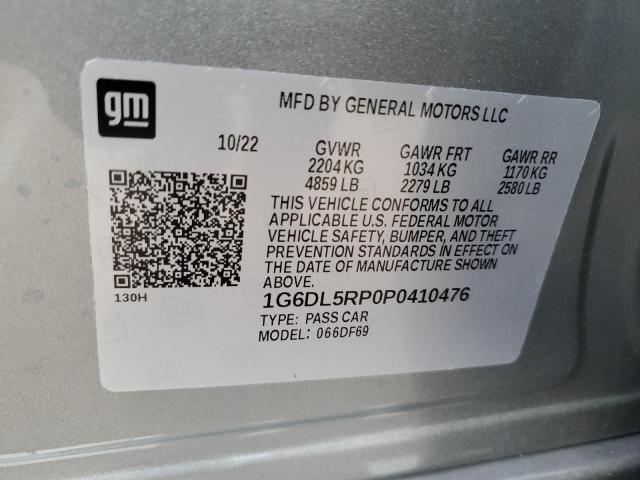 gm
MFD BY GENERAL MOTORS LLC
10/22 GVWR GAWR FRT GAWR RR
2204 KG 1034 KG 1170 KG
4859 LB 2279 LB 2580 LB
THIS VEHICLE CONFORMS TO ALL
APPLICABLE U.S. FEDERAL MOTOR
VEHICLE SAFETY, BUMPER, AND THEFT
PREVENTION STANDARDS IN EFFECT ON
THE DATE OF MANUFACTURE SHOWN
ABOVE.
130H
1G6DL5RP0P0410476
TYPE: PASS CAR
MODEL: 066DF69